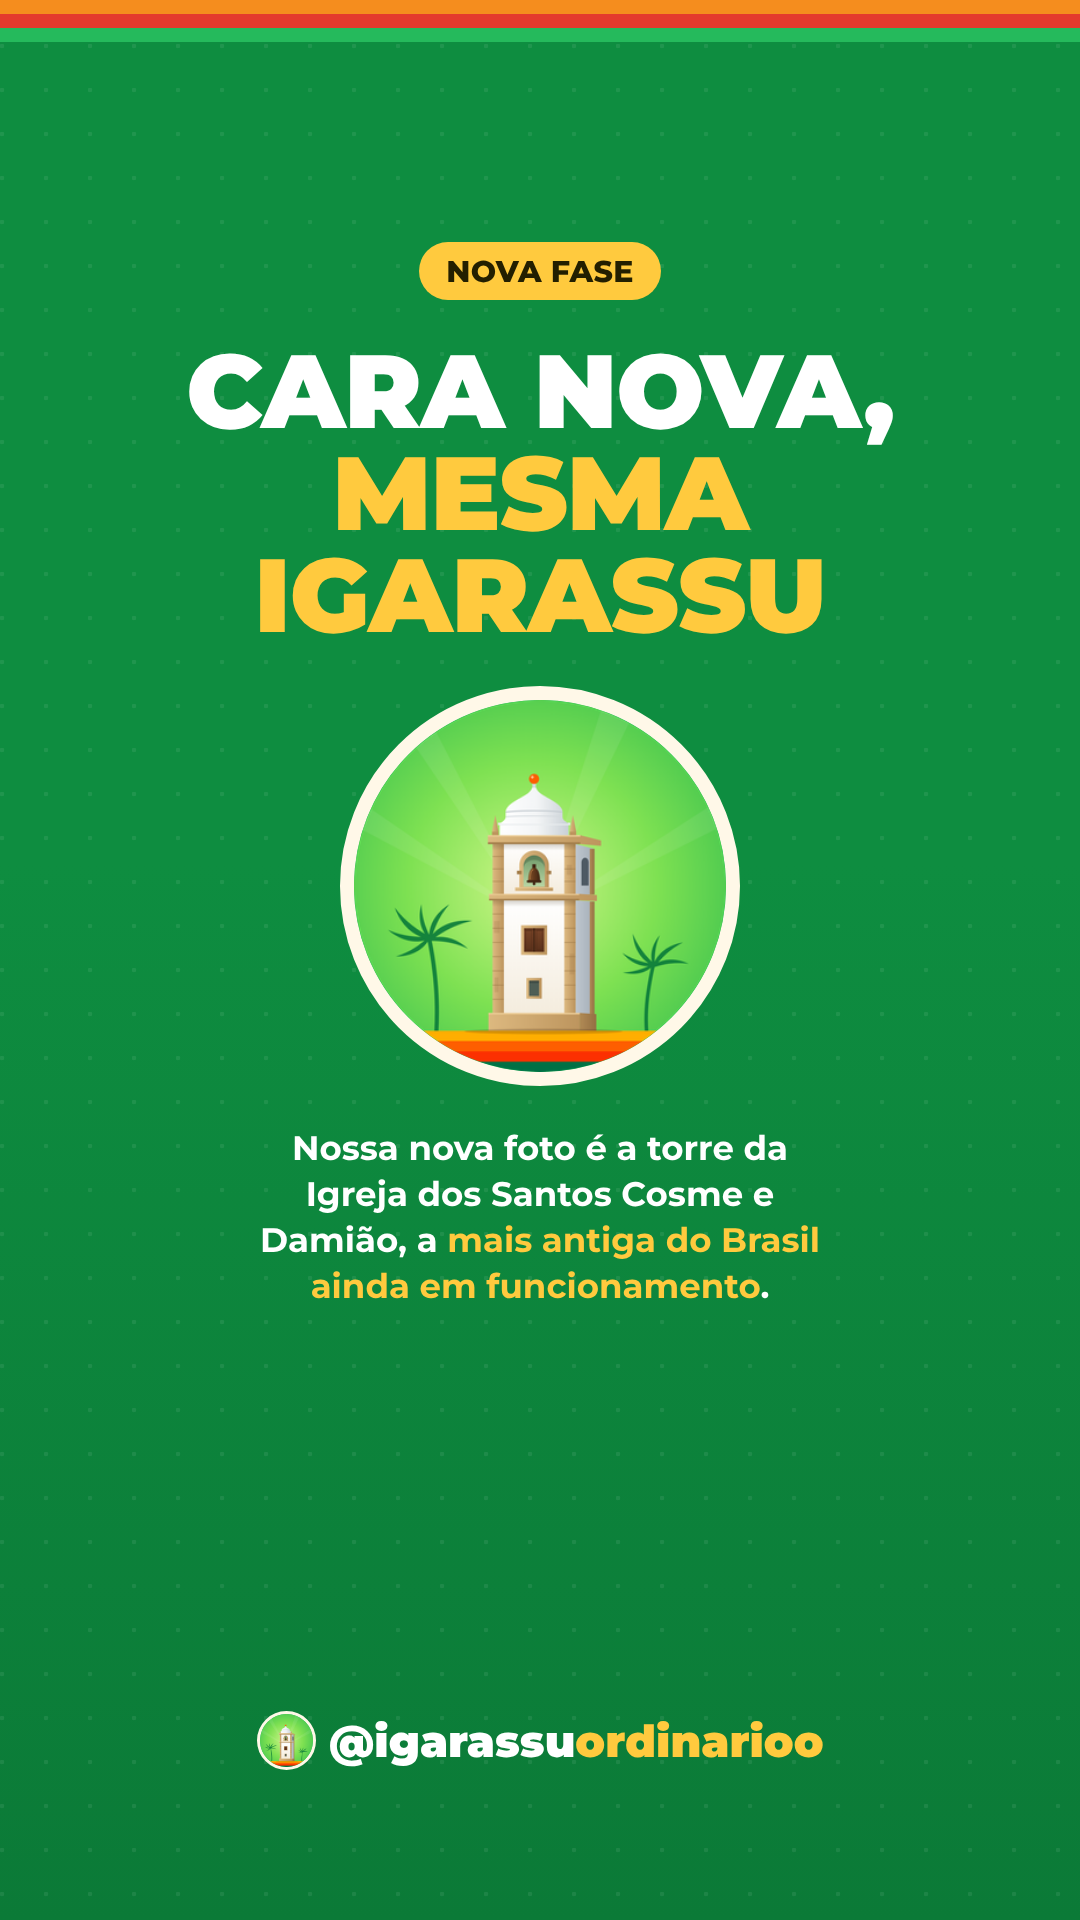 NOVA FASE
CARA NOVA,
MESMA
IGARASSU
Nossa nova foto é a torre da
Igreja dos Santos Cosme e
Damião, a mais antiga do Brasil
ainda em funcionamento.
@igarassuordinarioo